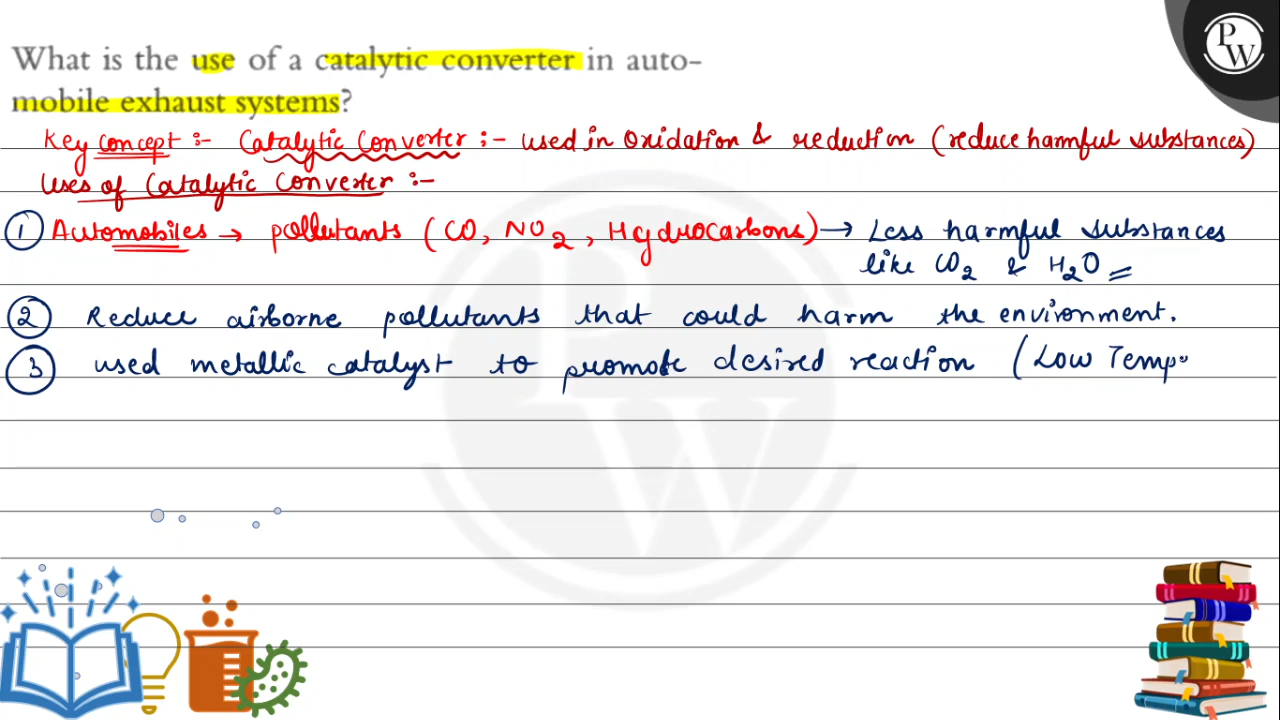 What is the use of a catalytic converter in auto-
mobile exhaust systems?
Key concept :- Catalytic Converter :- used in Oxidation & reduction (reduce harmful substances)
Uses of Catalytic Converter :-
1 Automobiles → pollutants (CO, NO2, Hydrocarbons) → Less harmful substances
like CO2 & H2O
2 Reduce airborne pollutants that could harm the environment.
3 used metallic catalyst to promote desired reaction (Low Temp.
PW
PW